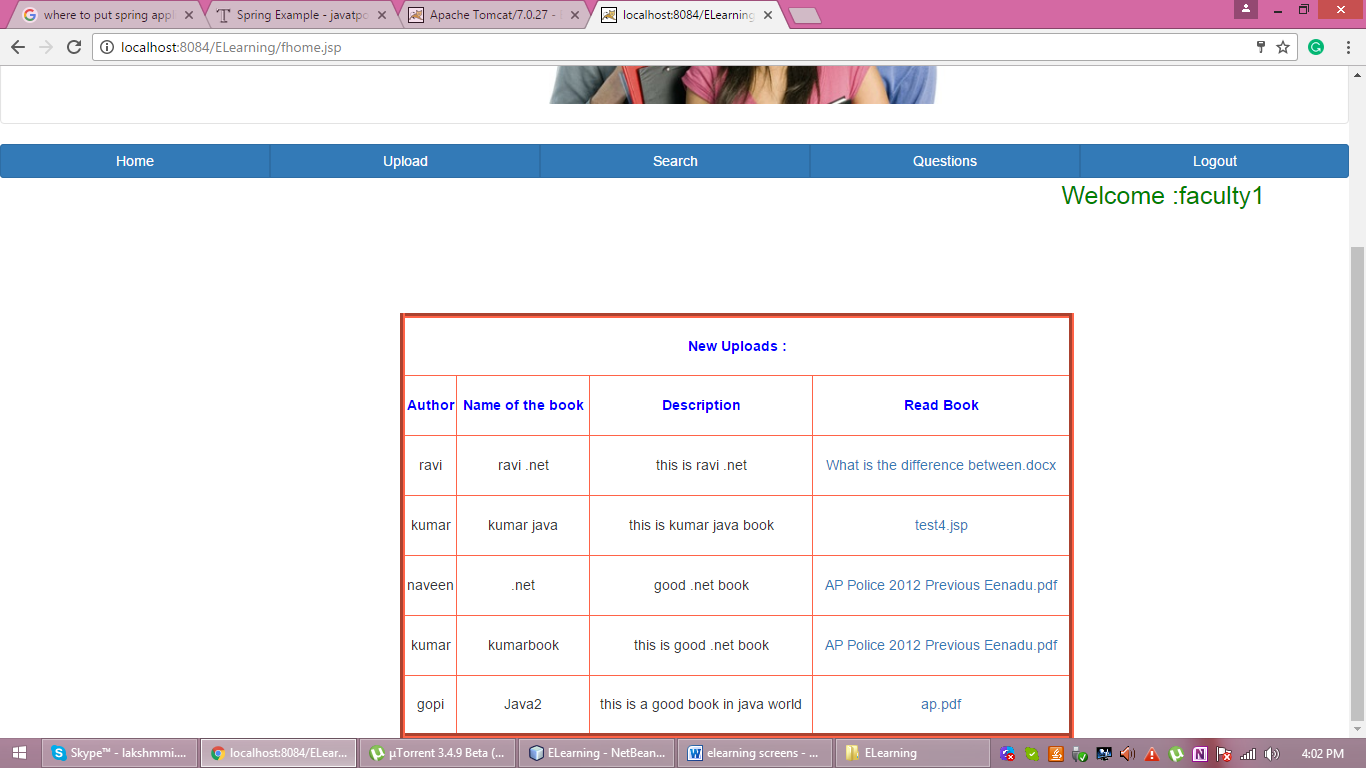 where to put spring appl
Spring Example - javatpo
Apache Tomcat/7.0.27 -
localhost:8084/ELearning
localhost:8084/ELearning/fhome.jsp
Home Upload Search Questions Logout
Welcome :faculty1
New Uploads :
Author Name of the book Description Read Book
ravi ravi .net this is ravi .net What is the difference between.docx
kumar kumar java this is kumar java book test4.jsp
naveen .net good .net book AP Police 2012 Previous Eenadu.pdf
kumar kumarbook this is good .net book AP Police 2012 Previous Eenadu.pdf
gopi Java2 this is a good book in java world ap.pdf
Skype™ - lakshmmi.... localhost:8084/ELear... µTorrent 3.4.9 Beta (... ELearning - NetBean... elearning screens - ... ELearning 4:02 PM